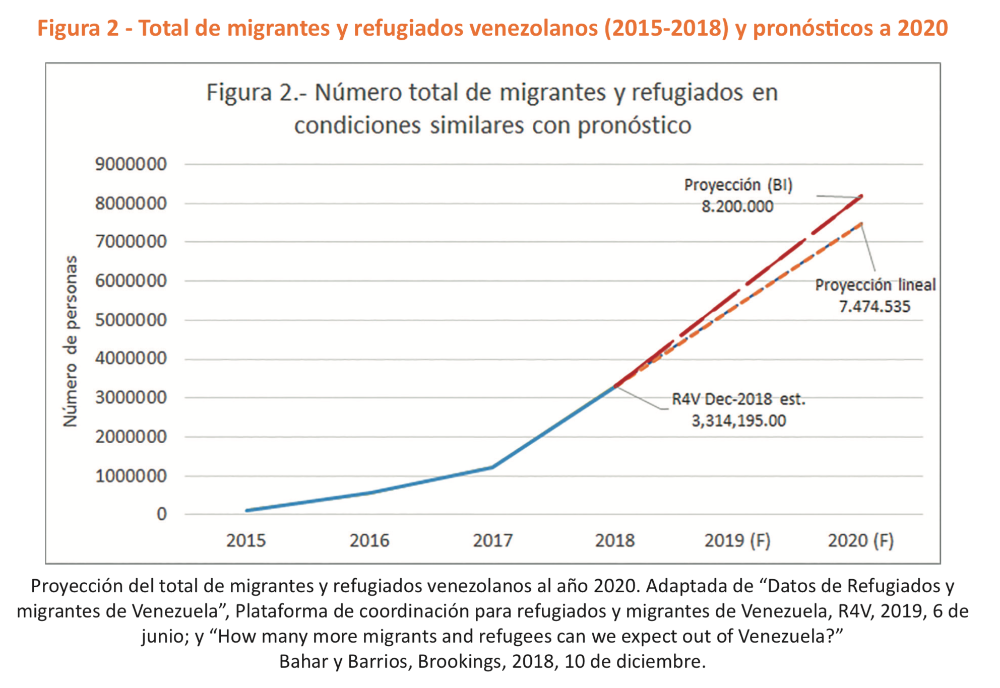 Figura 2 - Total de migrantes y refugiados venezolanos (2015-2018) y pronósticos a 2020
Figura 2.- Número total de migrantes y refugiados en
condiciones similares con pronóstico
Número de personas
9000000
8000000
7000000
6000000
5000000
4000000
3000000
2000000
1000000
0
Proyección (BI)
8.200.000
Proyección lineal
7.474.535
R4V Dec-2018 est.
3,314,195.00
2015 2016 2017 2018 2019 (F) 2020 (F)
Proyección del total de migrantes y refugiados venezolanos al año 2020. Adaptada de “Datos de Refugiados y
migrantes de Venezuela”, Plataforma de coordinación para refugiados y migrantes de Venezuela, R4V, 2019, 6 de
junio; y “How many more migrants and refugees can we expect out of Venezuela?”
Bahar y Barrios, Brookings, 2018, 10 de diciembre.